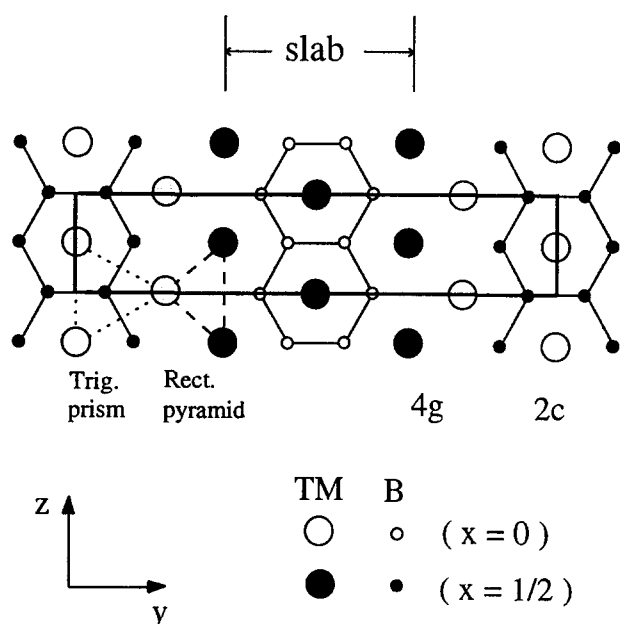 slab
Trig. prism
Rect. pyramid
4g
2c
z
y
TM B
( x = 0 )
( x = 1/2 )